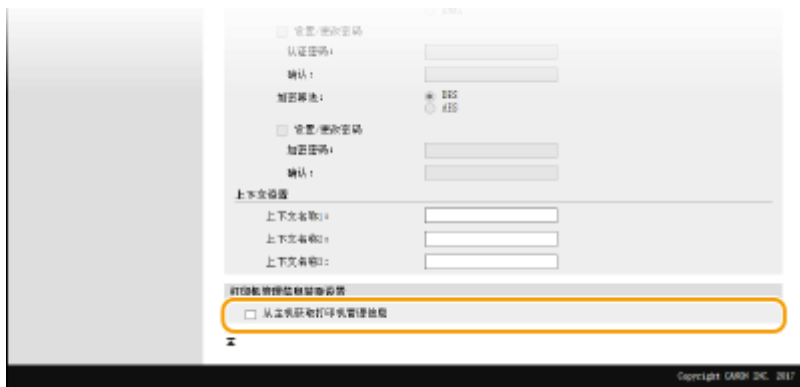 设置/更改密码
认证密码:
确认:
加密算法:
DES
AES
设置/更改密码
加密密码:
确认:
上下文设置
上下文名称1:
上下文名称2:
上下文名称3:
打印机管理信息获取设置
从主机获取打印机管理信息
Copyright CANON INC. 2017